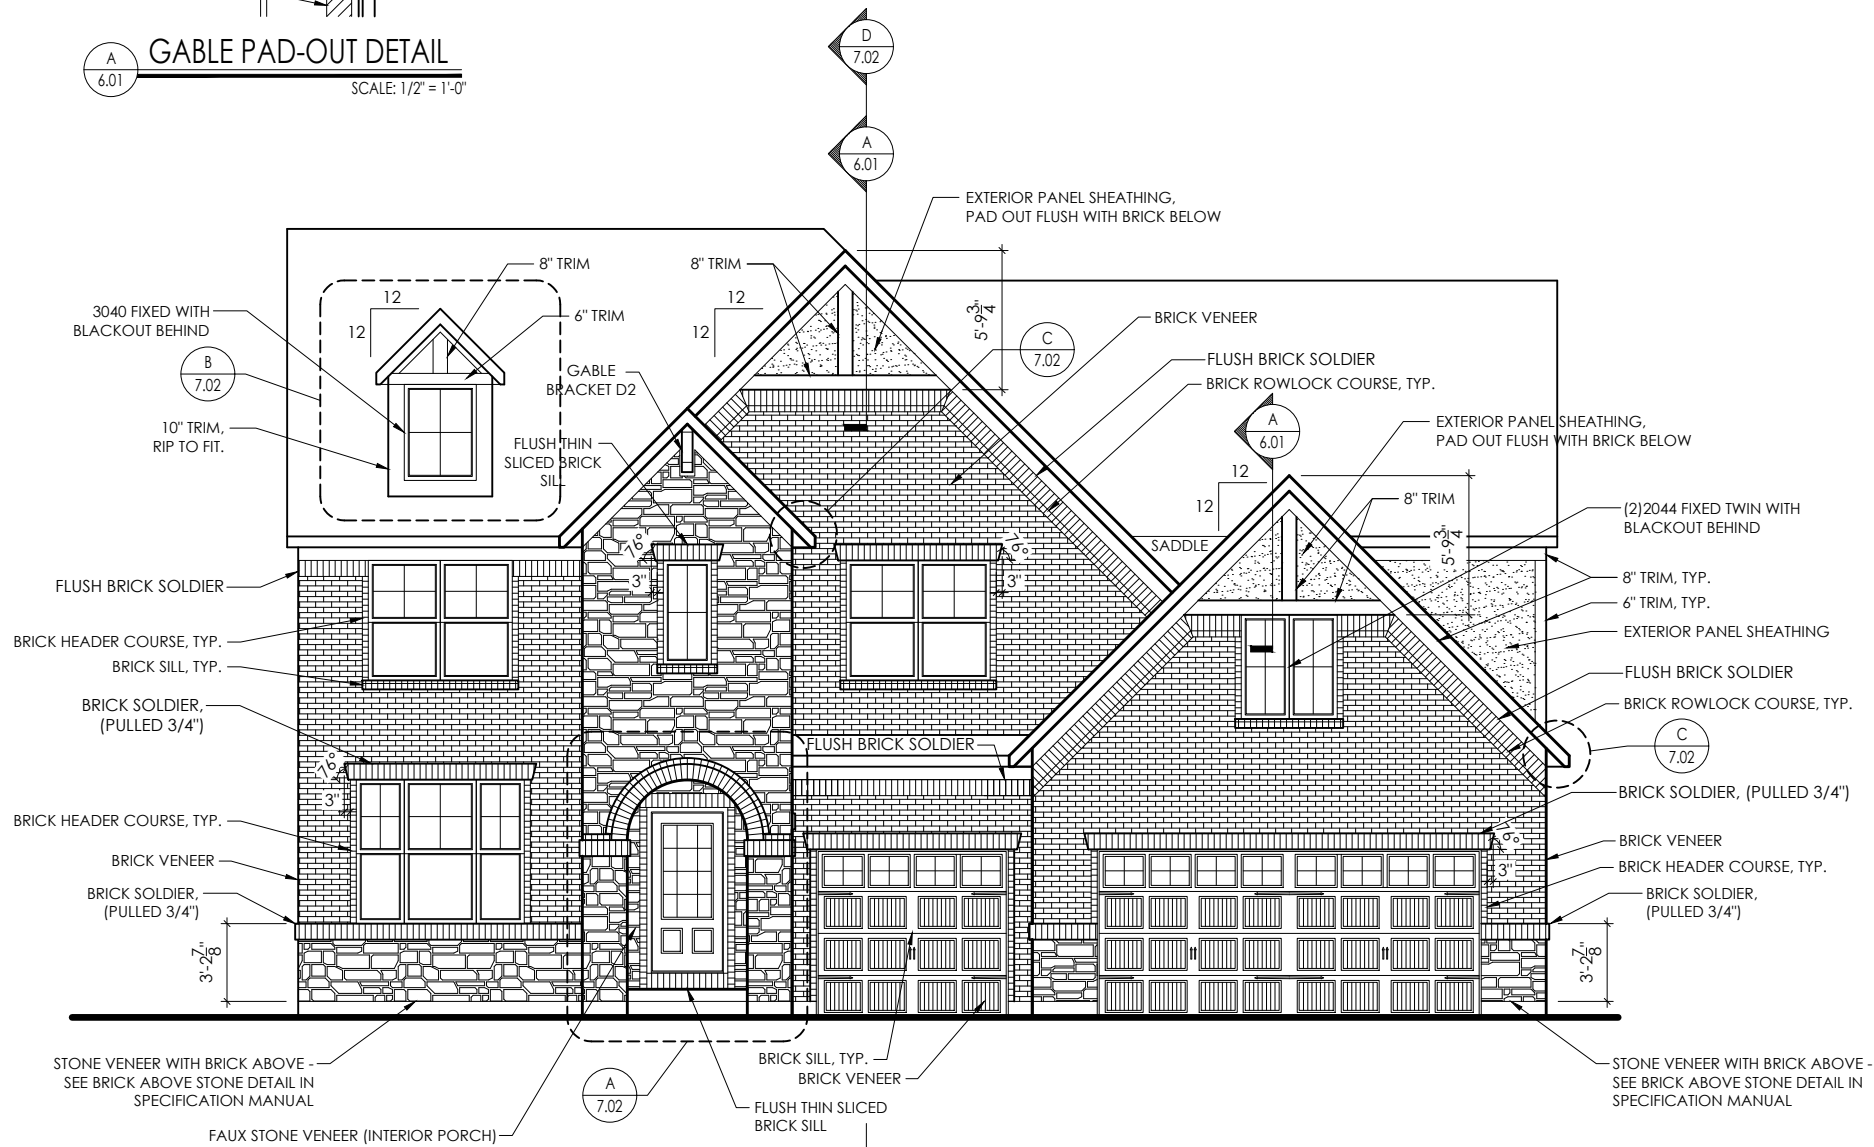 GABLE PAD-OUT DETAIL
A
6.01
SCALE: 1/2" = 1'-0"
D
7.02
A
6.01
EXTERIOR PANEL SHEATHING,
PAD OUT FLUSH WITH BRICK BELOW
8" TRIM
8" TRIM
12
12
12
12
3040 FIXED WITH
BLACKOUT BEHIND
6" TRIM
B
7.02
10" TRIM,
RIP TO FIT.
GABLE
BRACKET D2
FLUSH THIN
SLICED BRICK
SILL
5'-9 3/4"
BRICK VENEER
C
7.02
FLUSH BRICK SOLDIER
BRICK ROWLOCK COURSE, TYP.
A
6.01
EXTERIOR PANEL SHEATHING,
PAD OUT FLUSH WITH BRICK BELOW
12
12
8" TRIM
(2)2044 FIXED TWIN WITH
BLACKOUT BEHIND
SADDLE
5'-9 3/4"
76°
3"
76°
3"
FLUSH BRICK SOLDIER
8" TRIM, TYP.
6" TRIM, TYP.
EXTERIOR PANEL SHEATHING
BRICK HEADER COURSE, TYP.
BRICK SILL, TYP.
FLUSH BRICK SOLDIER
BRICK ROWLOCK COURSE, TYP.
BRICK SOLDIER,
(PULLED 3/4")
FLUSH BRICK SOLDIER
C
7.02
76°
3"
BRICK SOLDIER, (PULLED 3/4")
BRICK HEADER COURSE, TYP.
76°
3"
BRICK VENEER
BRICK VENEER
BRICK HEADER COURSE, TYP.
BRICK SOLDIER,
(PULLED 3/4")
BRICK SOLDIER,
(PULLED 3/4")
3'-2 7/8"
3'-2 7/8"
STONE VENEER WITH BRICK ABOVE -
SEE BRICK ABOVE STONE DETAIL IN
SPECIFICATION MANUAL
BRICK SILL, TYP.
BRICK VENEER
STONE VENEER WITH BRICK ABOVE -
SEE BRICK ABOVE STONE DETAIL IN
SPECIFICATION MANUAL
A
7.02
FLUSH THIN SLICED
BRICK SILL
FAUX STONE VENEER (INTERIOR PORCH)